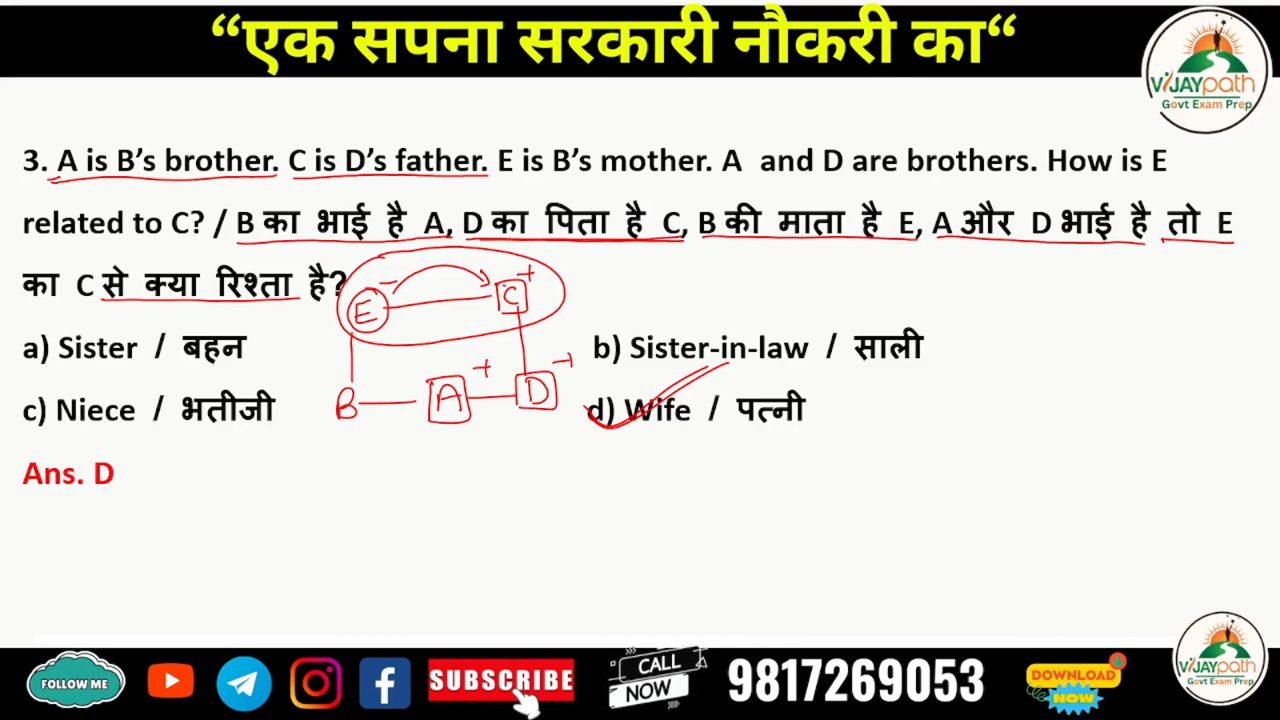 “एक सपना सरकारी नौकरी का“
ViJAYpath
Govt Exam Prep
3. A is B’s brother. C is D’s father. E is B’s mother. A and D are brothers. How is E
related to C? / B का भाई है A, D का पिता है C, B की माता है E, A और D भाई है तो E
का C से क्या रिश्ता है?
E - C +
a) Sister / बहन
b) Sister-in-law / साली
B A + D +
c) Niece / भतीजी
d) Wife / पत्नी
Ans. D
FOLLOW ME
SUBSCRIBE
CALL
NOW
9817269053
DOWNLOAD
NOW
ViJAYpath
Govt Exam Prep